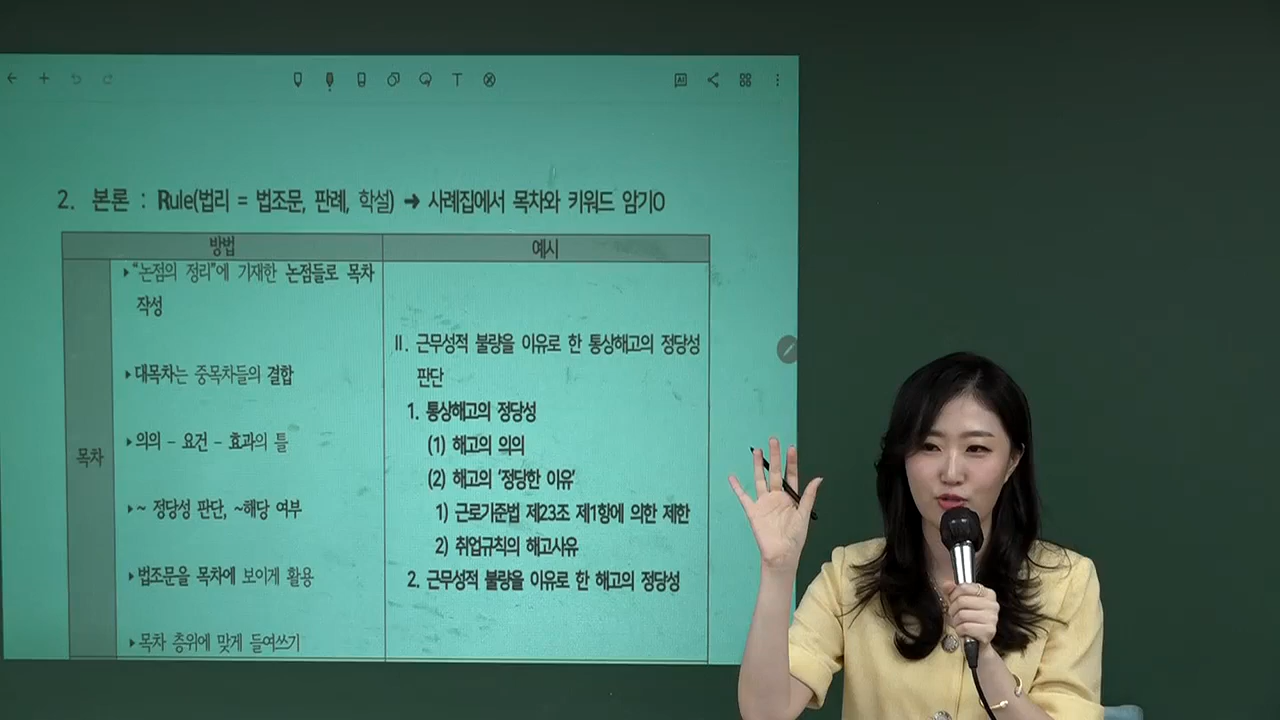 2. 본론 : Rule(법리 = 법조문, 판례, 학설) ➔ 사례집에서 목차와 키워드 암기O
방법
예시
목차
▸"논점의 정리"에 기재한 논점들로 목차
작성
▸대목차는 중목차들의 결합
▸의의 - 요건 - 효과의 틀
▸~ 정당성 판단, ~해당 여부
▸법조문을 목차에 보이게 활용
▸목차 층위에 맞게 들여쓰기
Ⅱ. 근무성적 불량을 이유로 한 통상해고의 정당성
판단
1. 통상해고의 정당성
(1) 해고의 의의
(2) 해고의 '정당한 이유'
1) 근로기준법 제23조 제1항에 의한 제한
2) 취업규칙의 해고사유
2. 근무성적 불량을 이유로 한 해고의 정당성